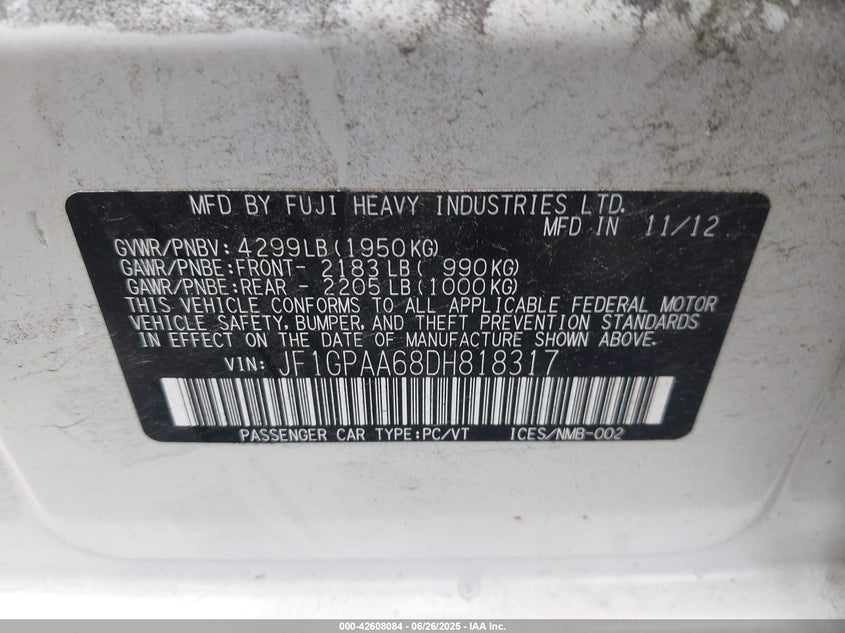 MFD BY FUJI HEAVY INDUSTRIES LTD.
MFD IN 11/12
GVWR/PNBV: 4299LB(1950KG)
GAWR/PNBE:FRONT- 2183LB( 990KG)
GAWR/PNBE:REAR - 2205LB(1000KG)
THIS VEHICLE CONFORMS TO ALL APPLICABLE FEDERAL MOTOR
VEHICLE SAFETY, BUMPER, AND THEFT PREVENTION STANDARDS
IN EFFECT ON THE DATE OF MANUFACTURE SHOWN ABOVE.
VIN: JF1GPAA68DH818317
PASSENGER CAR TYPE:PC/VT ICES/NMB-002
000-42608084 - 06/26/2025 - IAA Holdings, LLC.